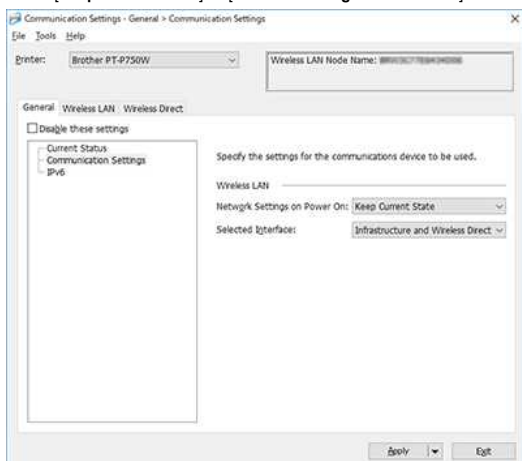 Communication Settings - General > Communication Settings
File Tools Help
Printer: Brother PT-P750W
Wireless LAN Node Name:
General Wireless LAN Wireless Direct
Disable these settings
Current Status
Communication Settings
IPv6
Specify the settings for the communications device to be used.
Wireless LAN
Network Settings on Power On: Keep Current State
Selected Interface: Infrastructure and Wireless Direct
Apply Exit